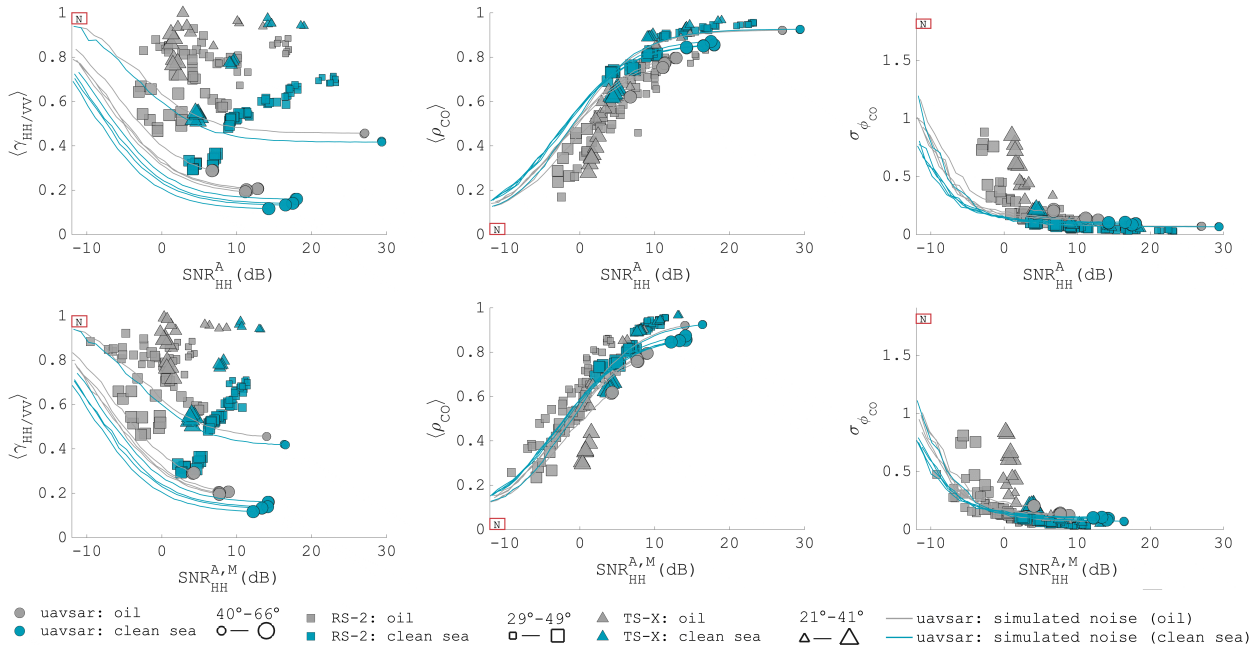 1
0.8
0.6
0.4
0.2
0
-10 0 10 20 30
⟨γHH/VV⟩
SNR^A_HH (dB)
N
1
0.8
0.6
0.4
0.2
0
-10 0 10 20 30
⟨ρCO⟩
SNR^A_HH (dB)
N
1.5
1
0.5
0
-10 0 10 20 30
σϕCO
SNR^A_HH (dB)
N
1
0.8
0.6
0.4
0.2
0
-10 0 10 20 30
⟨γHH/VV⟩
SNR^A,M_HH (dB)
N
1
0.8
0.6
0.4
0.2
0
-10 0 10 20 30
⟨ρCO⟩
SNR^A,M_HH (dB)
N
1.5
1
0.5
0
-10 0 10 20 30
σϕCO
SNR^A,M_HH (dB)
N
uavsar: oil
uavsar: clean sea
40°-66°
RS-2: oil
RS-2: clean sea
29°-49°
TS-X: oil
TS-X: clean sea
21°-41°
uavsar: simulated noise (oil)
uavsar: simulated noise (clean sea)